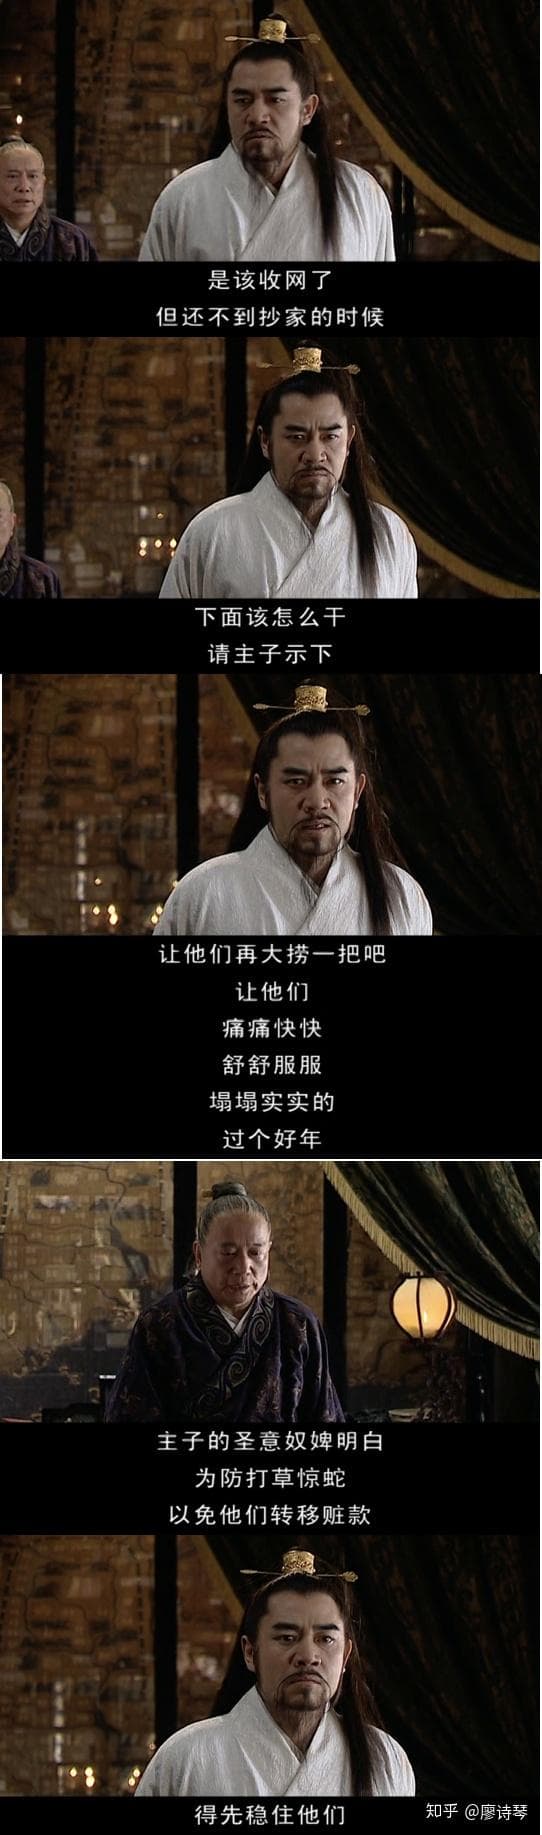 是该收网了
但还不到抄家的时候
下面该怎么干
请主子示下
让他们再大捞一把吧
让他们
痛痛快快
舒舒服服
塌塌实实的
过个好年
主子的圣意奴婢明白
为防打草惊蛇
以免他们转移赃款
得先稳住他们
知乎 @廖诗琴